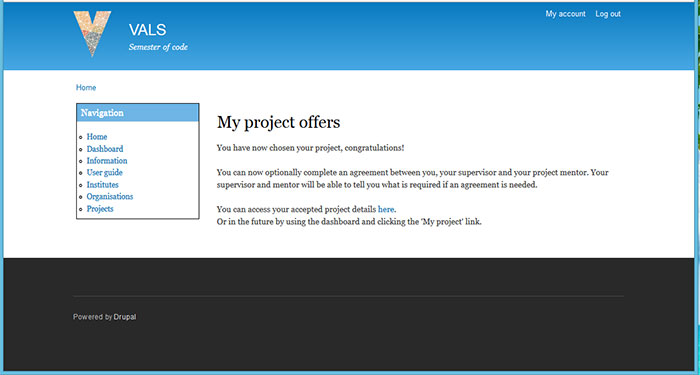 My account Log out
VALS
Semester of code
Home
Navigation
Home
Dashboard
Information
User guide
Institutes
Organisations
Projects
My project offers
You have now chosen your project, congratulations!
You can now optionally complete an agreement between you, your supervisor and your project mentor. Your
supervisor and mentor will be able to tell you what is required if an agreement is needed.
You can access your accepted project details here.
Or in the future by using the dashboard and clicking the 'My project' link.
Powered by Drupal